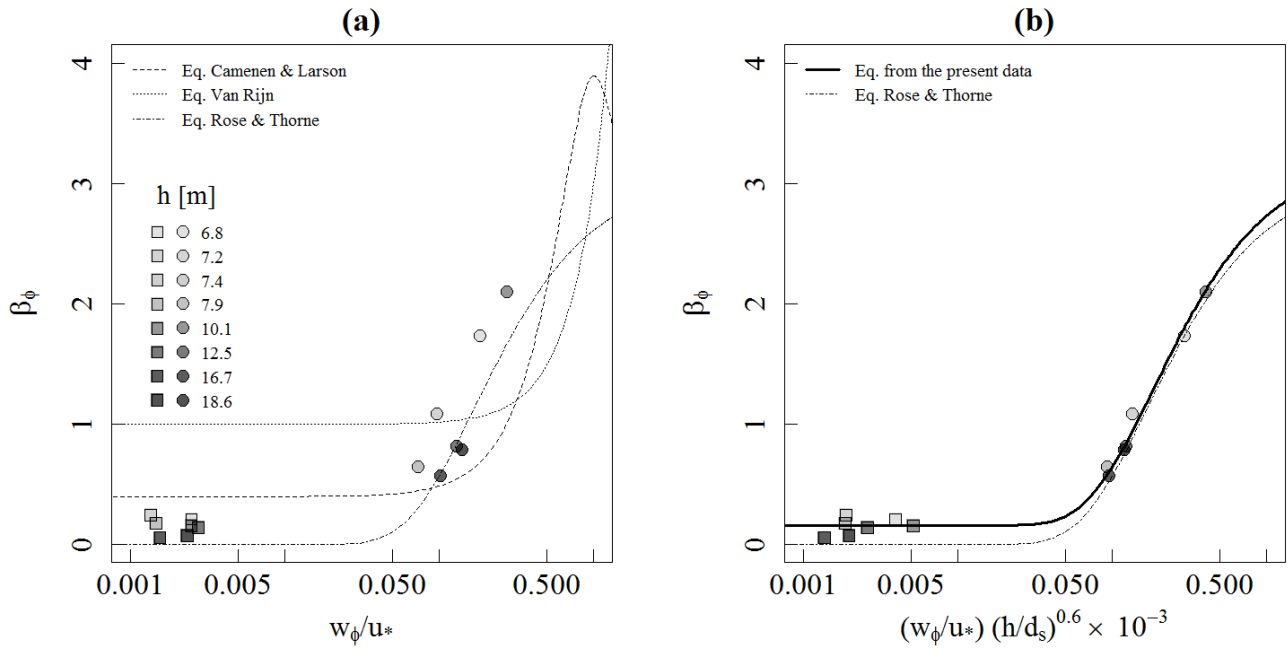 (a)
Eq. Camenen & Larson
Eq. Van Rijn
Eq. Rose & Thorne
h [m]
6.8
7.2
7.4
7.9
10.1
12.5
16.7
18.6
4
3
2
1
0
βϕ
0.001
0.005
0.050
0.500
wϕ/u*
(b)
Eq. from the present data
Eq. Rose & Thorne
4
3
2
1
0
βϕ
0.001
0.005
0.050
0.500
(wϕ/u*) (h/ds)^0.6 × 10^−3